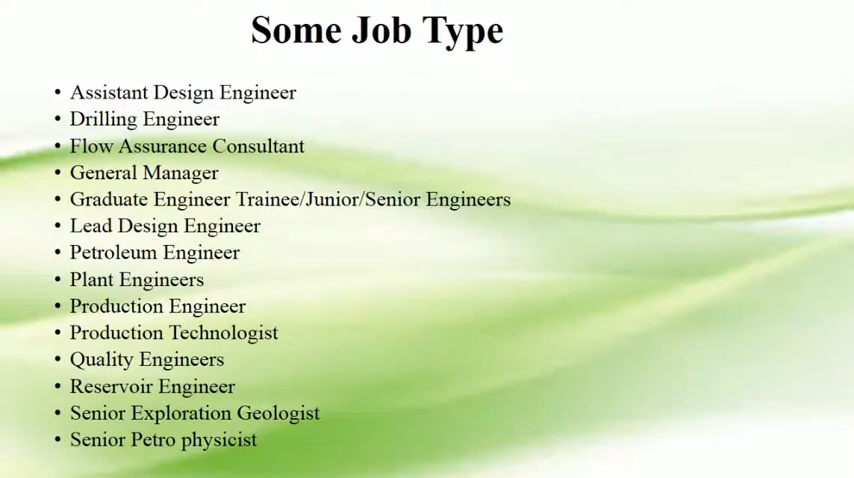 Some Job Type
• Assistant Design Engineer
• Drilling Engineer
• Flow Assurance Consultant
• General Manager
• Graduate Engineer Trainee/Junior/Senior Engineers
• Lead Design Engineer
• Petroleum Engineer
• Plant Engineers
• Production Engineer
• Production Technologist
• Quality Engineers
• Reservoir Engineer
• Senior Exploration Geologist
• Senior Petro physicist